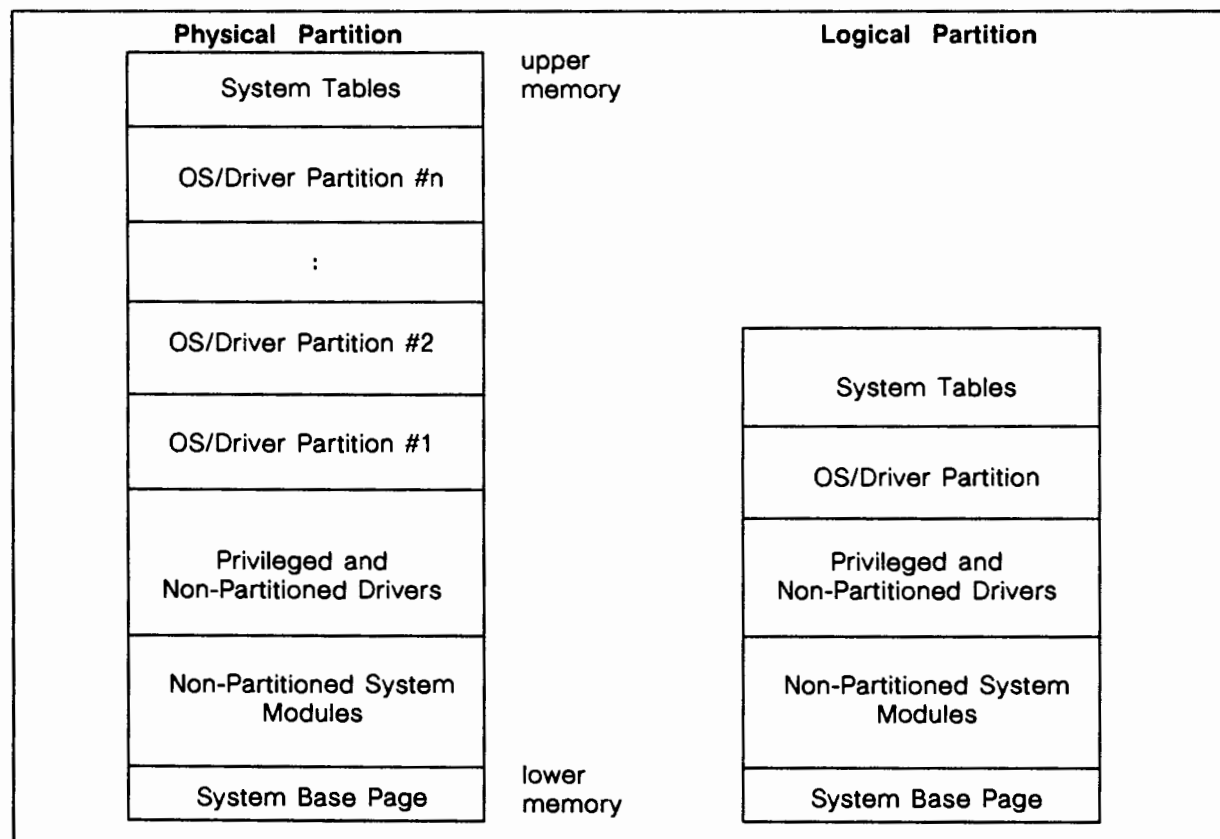 Physical Partition
upper
memory
System Tables
OS/Driver Partition #n
:
OS/Driver Partition #2
OS/Driver Partition #1
Privileged and
Non-Partitioned Drivers
Non-Partitioned System
Modules
lower
memory
System Base Page
Logical Partition
System Tables
OS/Driver Partition
Privileged and
Non-Partitioned Drivers
Non-Partitioned System
Modules
System Base Page